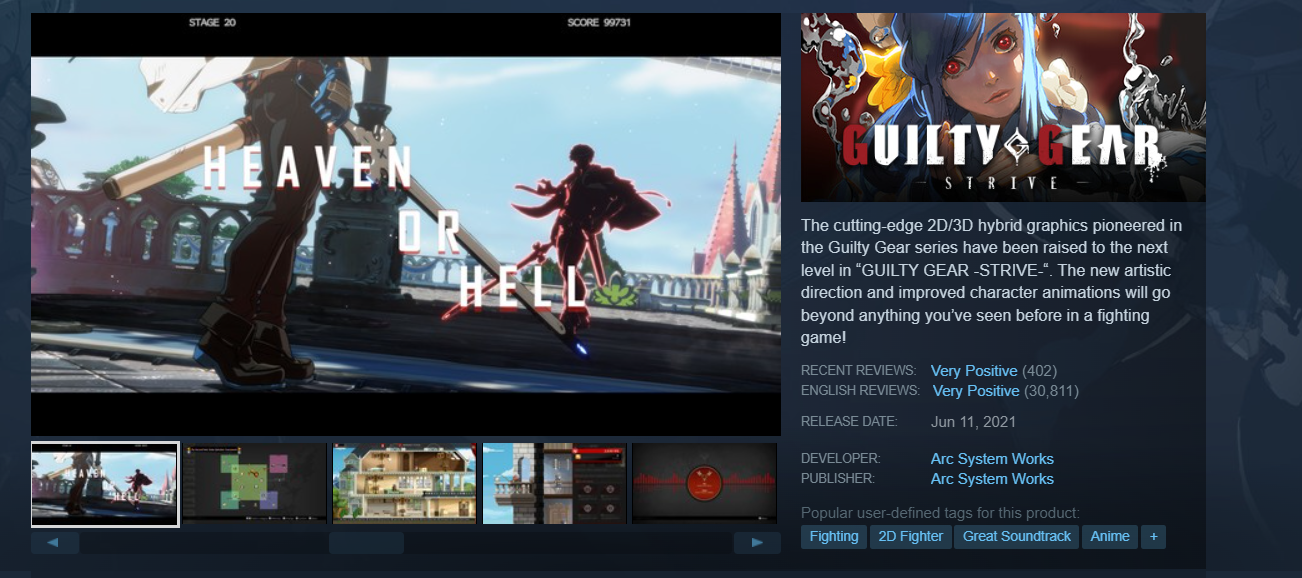 STAGE 20
SCORE 99731
HEAVEN
OR
HELL
GUILTY GEAR
STRIVE
The cutting-edge 2D/3D hybrid graphics pioneered in
the Guilty Gear series have been raised to the next
level in “GUILTY GEAR -STRIVE-“. The new artistic
direction and improved character animations will go
beyond anything you’ve seen before in a fighting
game!
RECENT REVIEWS: Very Positive (402)
ENGLISH REVIEWS: Very Positive (30,811)
RELEASE DATE: Jun 11, 2021
DEVELOPER: Arc System Works
PUBLISHER: Arc System Works
Popular user-defined tags for this product:
Fighting 2D Fighter Great Soundtrack Anime +
HEAVEN
OR
HELL